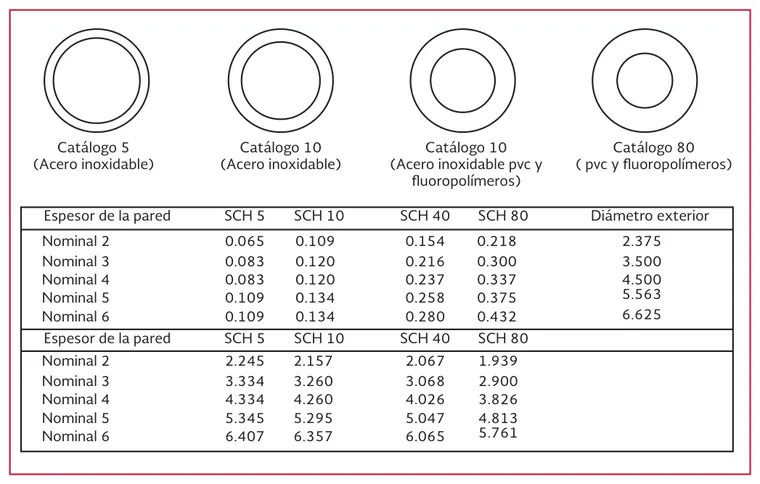 Catálogo 5 Catálogo 10 Catálogo 10 Catálogo 80
(Acero inoxidable) (Acero inoxidable) (Acero inoxidable pvc y ( pvc y fluoropolímeros)
fluoropolímeros)
Espesor de la pared SCH 5 SCH 10 SCH 40 SCH 80 Diámetro exterior
Nominal 2 0.065 0.109 0.154 0.218 2.375
Nominal 3 0.083 0.120 0.216 0.300 3.500
Nominal 4 0.083 0.120 0.237 0.337 4.500
Nominal 5 0.109 0.134 0.258 0.375 5.563
Nominal 6 0.109 0.134 0.280 0.432 6.625
Espesor de la pared SCH 5 SCH 10 SCH 40 SCH 80
Nominal 2 2.245 2.157 2.067 1.939
Nominal 3 3.334 3.260 3.068 2.900
Nominal 4 4.334 4.260 4.026 3.826
Nominal 5 5.345 5.295 5.047 4.813
Nominal 6 6.407 6.357 6.065 5.761